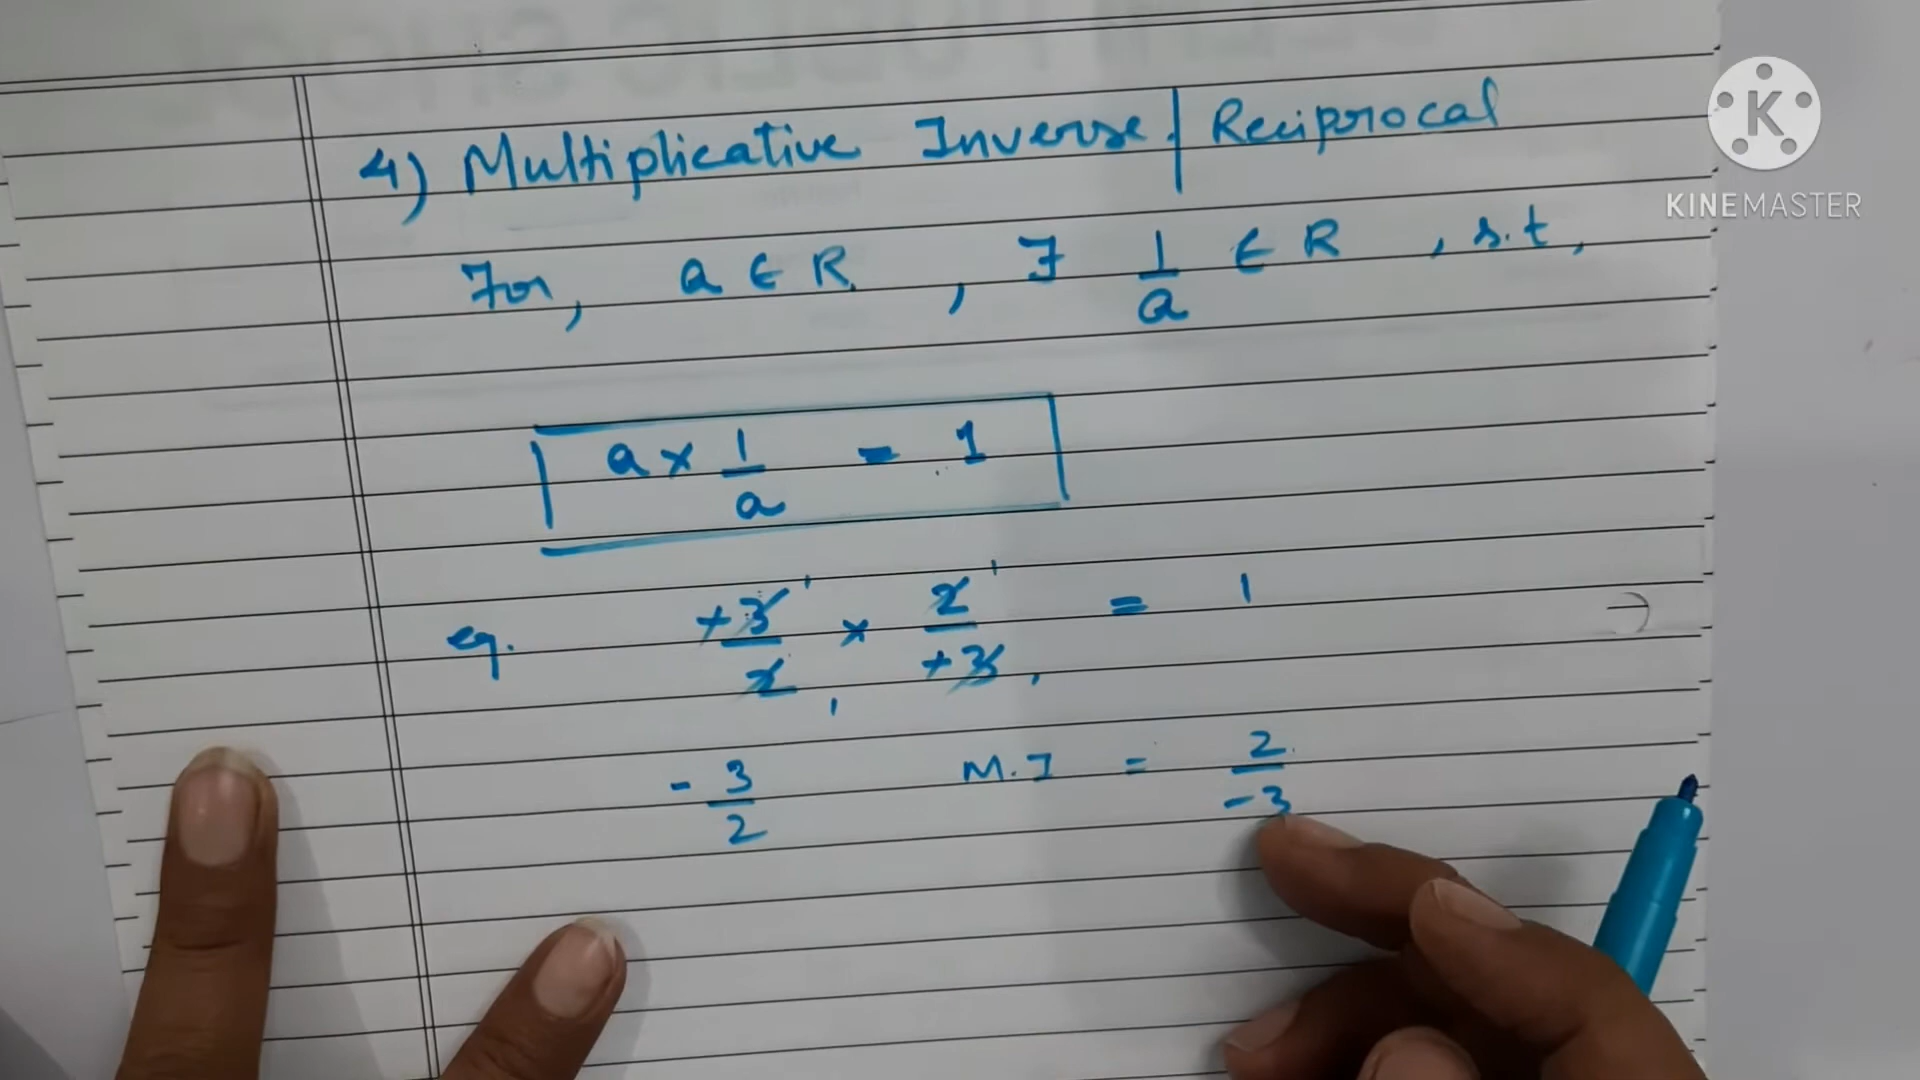 4) Multiplicative Inverse | Reciprocal
For, a ∈ R, ∃ 1/a ∈ R, s.t,
a × 1/a = 1
eg. +3/2 × 2/+3 = 1
- 3/2 M.I = 2/-3
K
KINEMASTER